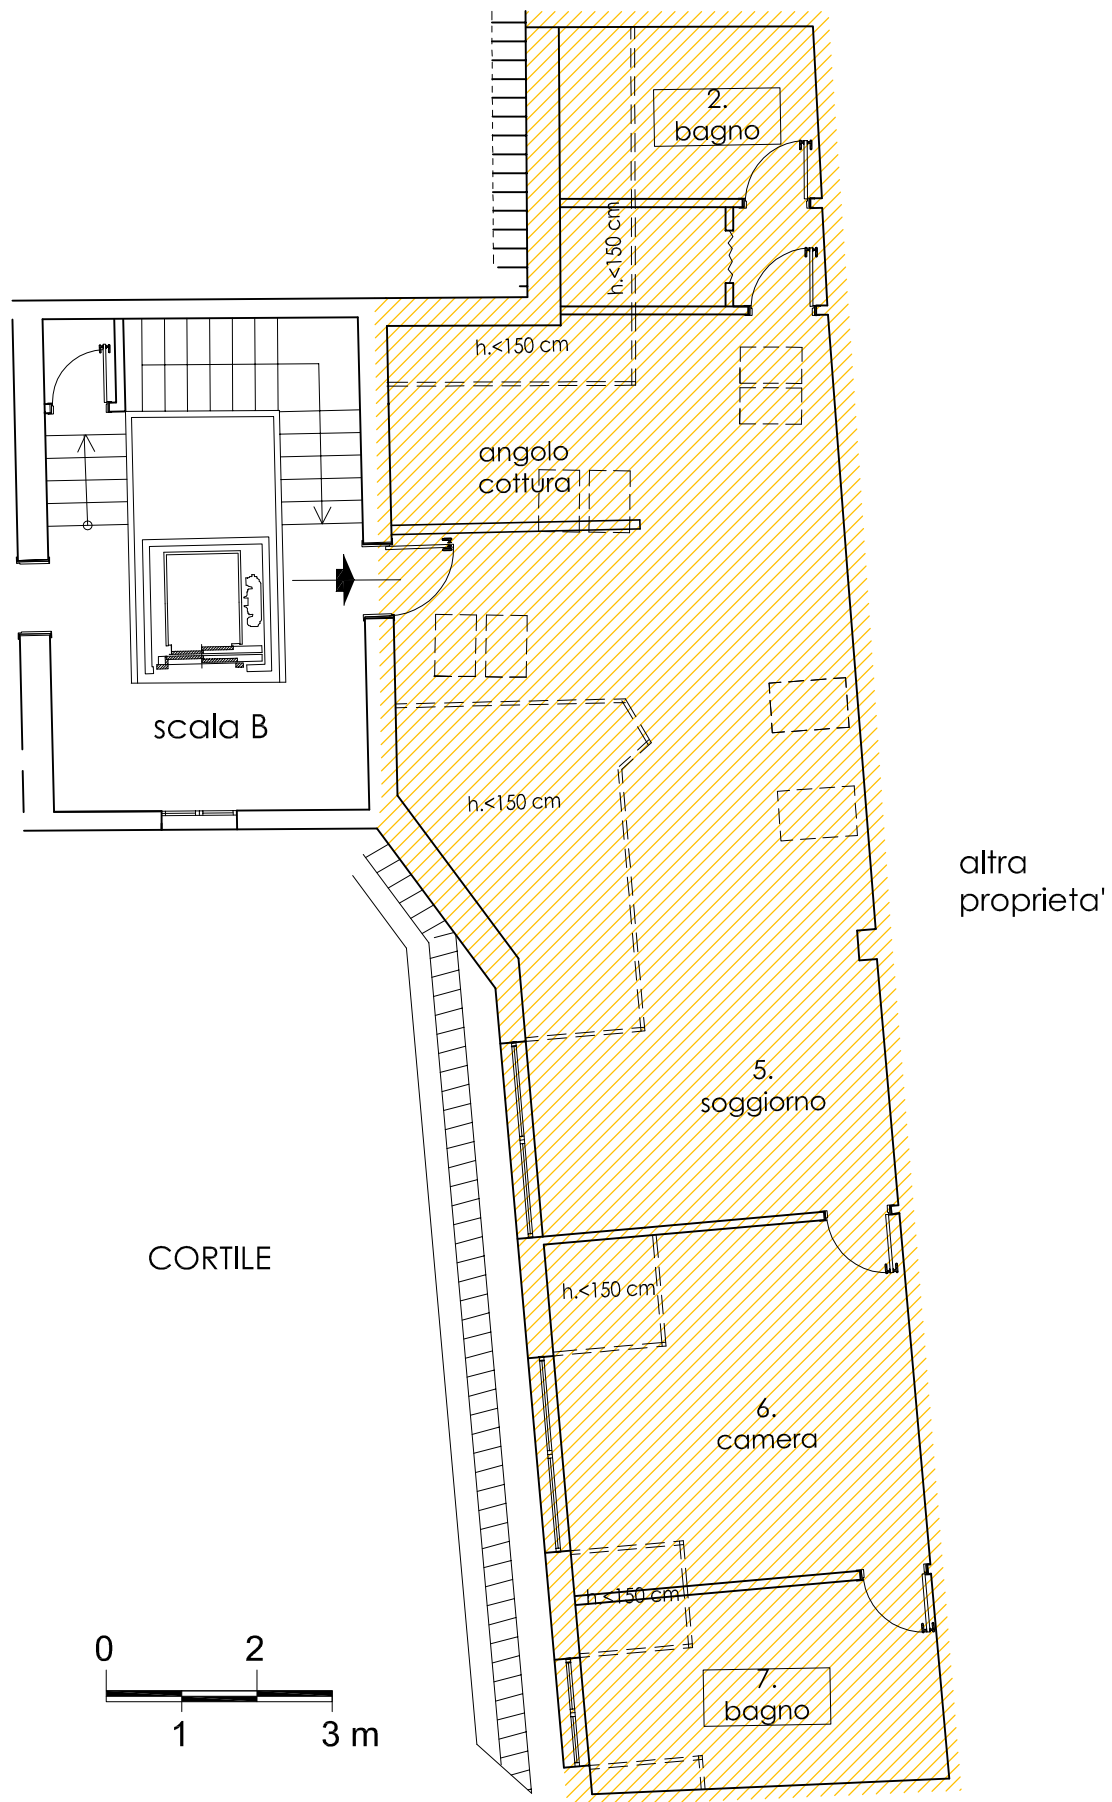 2.
bagno
h.<150 cm
h.<150 cm
angolo
cottura
scala B
h.<150 cm
altra
proprieta'
5.
soggiorno
CORTILE
h.<150 cm
6.
camera
h.<150 cm
7.
bagno
0 2
1 3 m